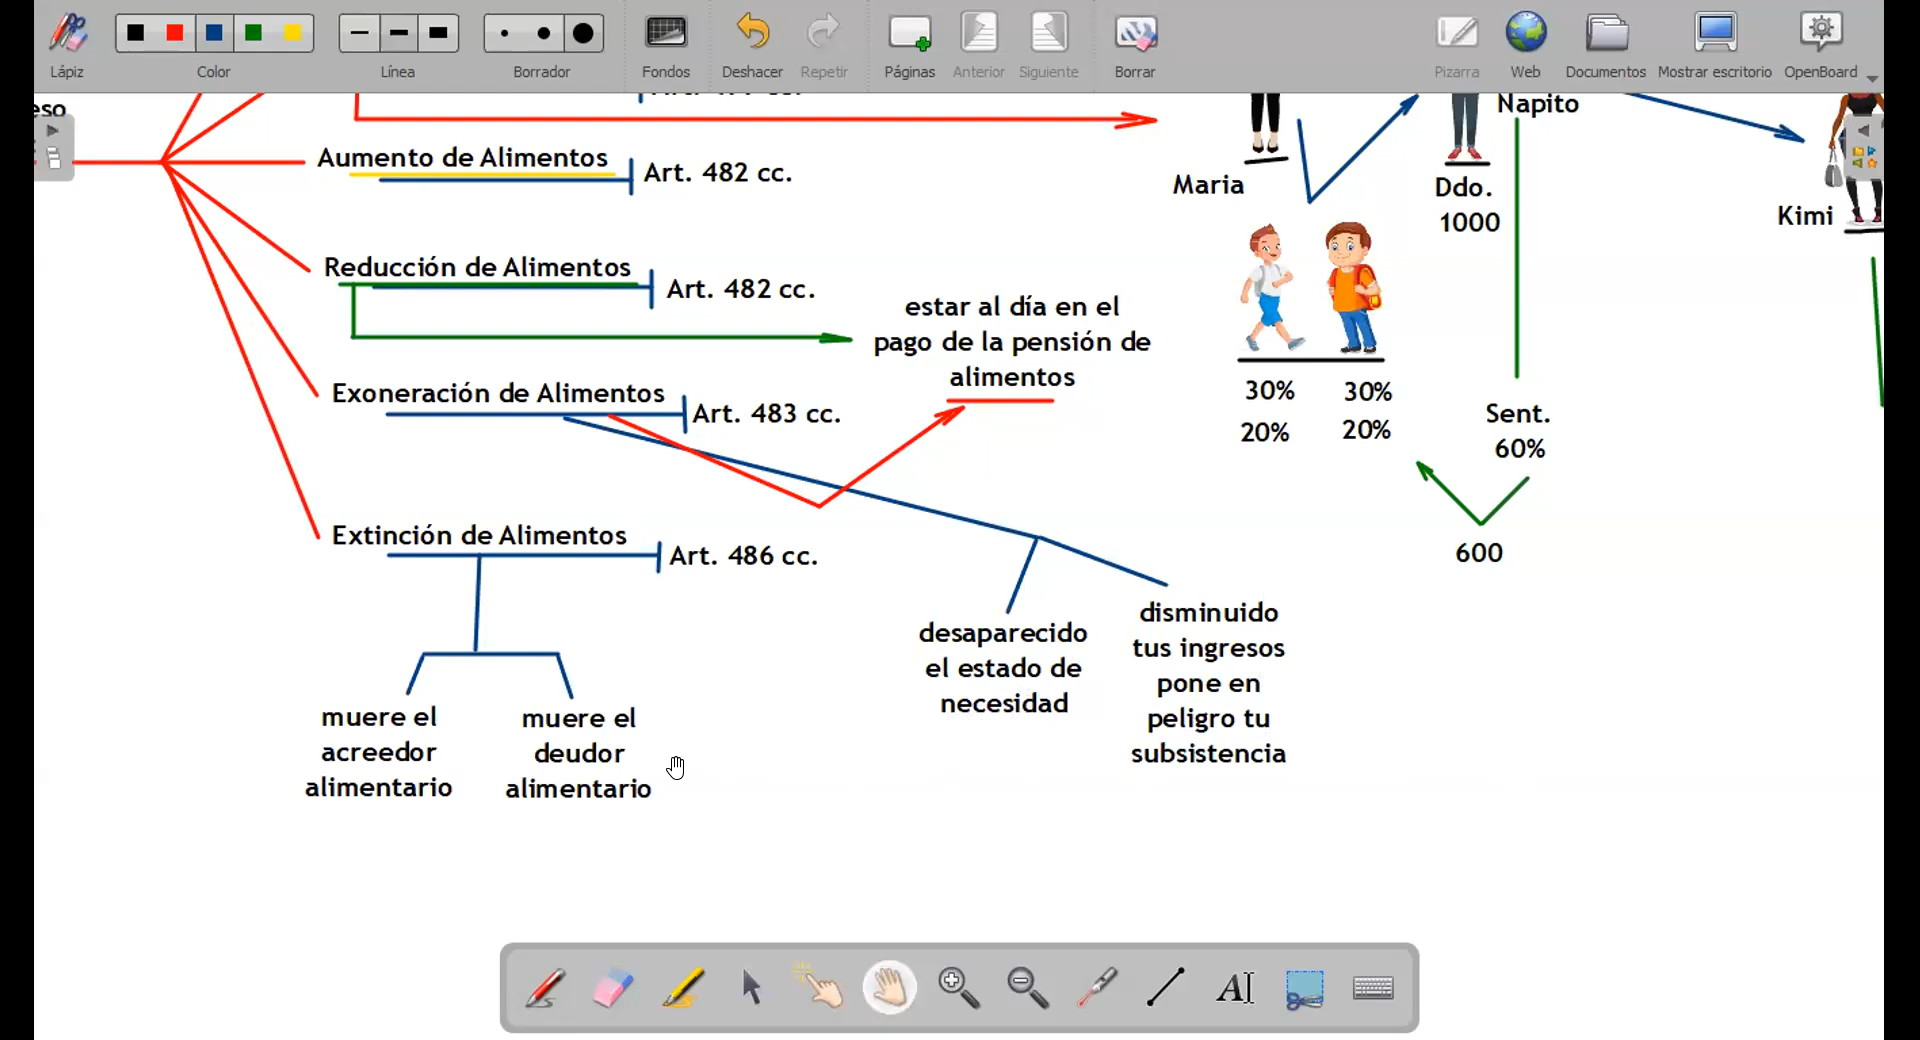 Lápiz
Color
Línea
Borrador
Fondos
Deshacer
Repetir
Páginas
Anterior
Siguiente
Borrar
Pizarra
Web
Documentos
Mostrar escritorio
OpenBoard
eso
Napito
Aumento de Alimentos
Art. 482 cc.
Maria
Ddo.
1000
Kimi
Reducción de Alimentos
Art. 482 cc.
estar al día en el
pago de la pensión de
alimentos
Exoneración de Alimentos
Art. 483 cc.
30%
30%
20%
20%
Sent.
60%
600
Extinción de Alimentos
Art. 486 cc.
desaparecido
el estado de
necesidad
disminuido
tus ingresos
pone en
peligro tu
subsistencia
muere el
acreedor
alimentario
muere el
deudor
alimentario
AI